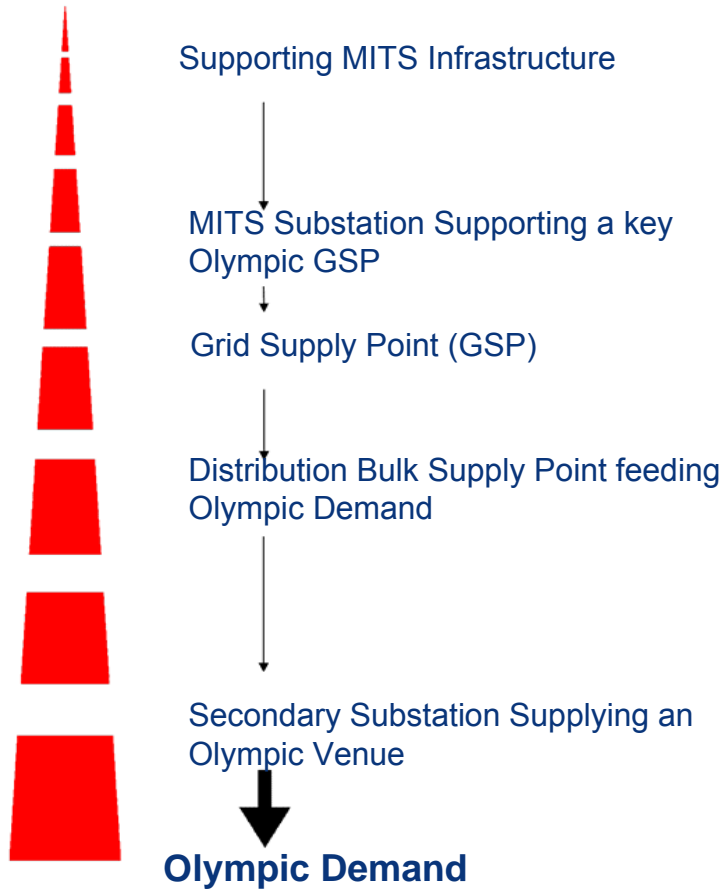 Supporting MITS Infrastructure
MITS Substation Supporting a key
Olympic GSP
Grid Supply Point (GSP)
Distribution Bulk Supply Point feeding
Olympic Demand
Secondary Substation Supplying an
Olympic Venue
Olympic Demand